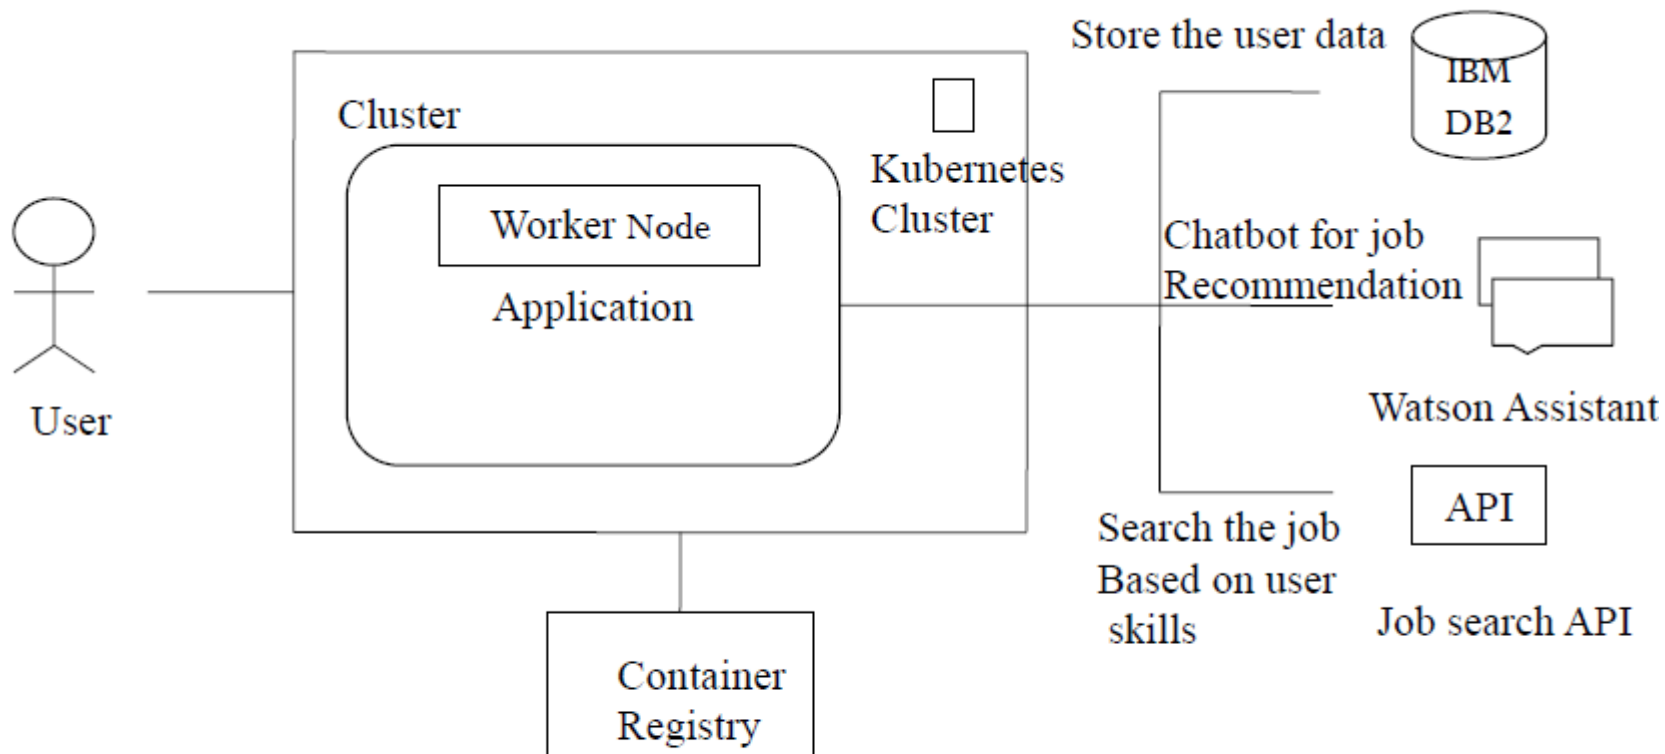 Store the user data
IBM
DB2
Cluster
Kubernetes
Cluster
Worker Node
Application
User
Chatbot for job
Recommendation
Watson Assistant
Search the job
Based on user
skills
API
Job search API
Container
Registry